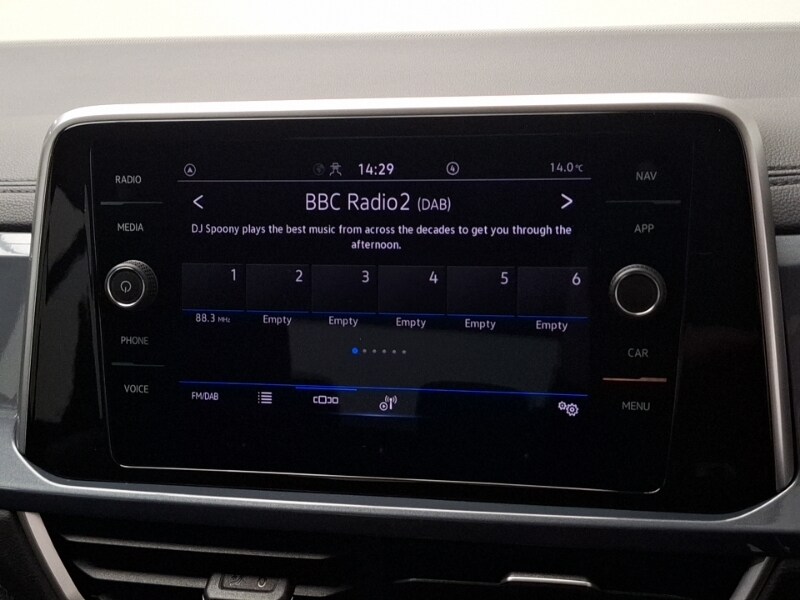 RADIO
MEDIA
PHONE
VOICE
A
14:29
4
14.0°C
< BBC Radio2 (DAB) >
DJ Spoony plays the best music from across the decades to get you through the
afternoon.
1 2 3 4 5 6
88.3 MHz Empty Empty Empty Empty Empty
FM/DAB
NAV
APP
CAR
MENU